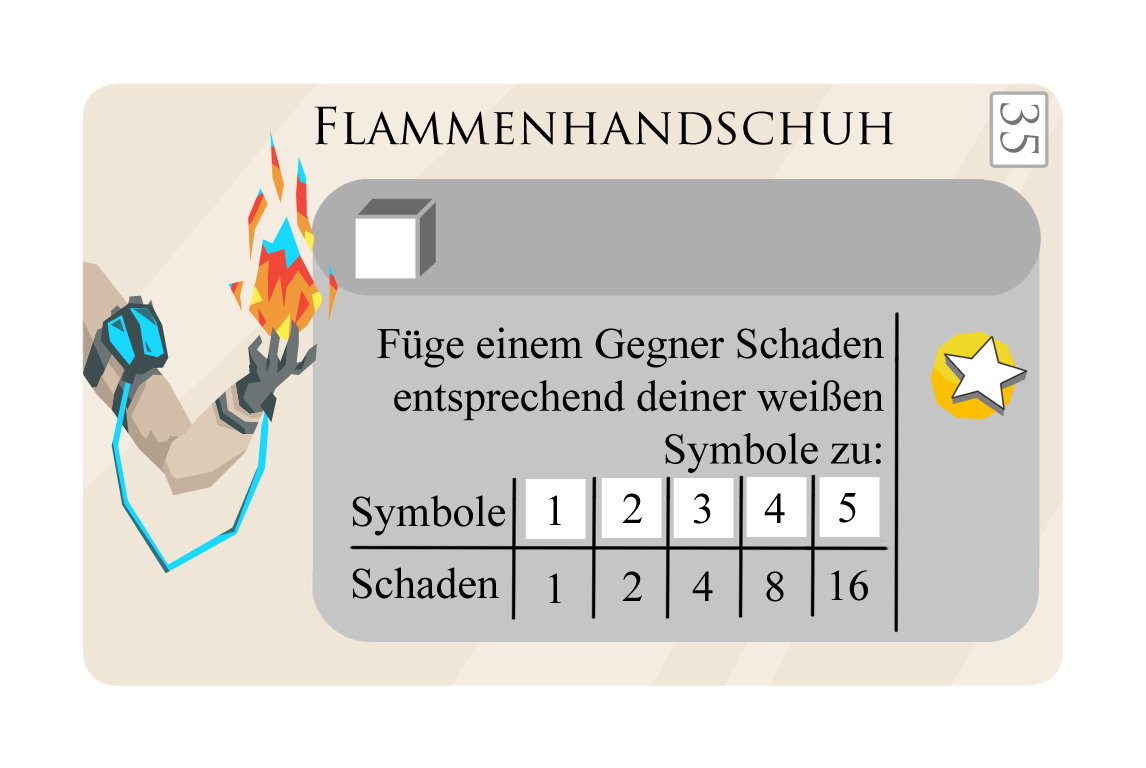 Flammenhandschuh
35
Füge einem Gegner Schaden
entsprechend deiner weißen
Symbole zu:
Symbole 1 2 3 4 5
Schaden 1 2 4 8 16